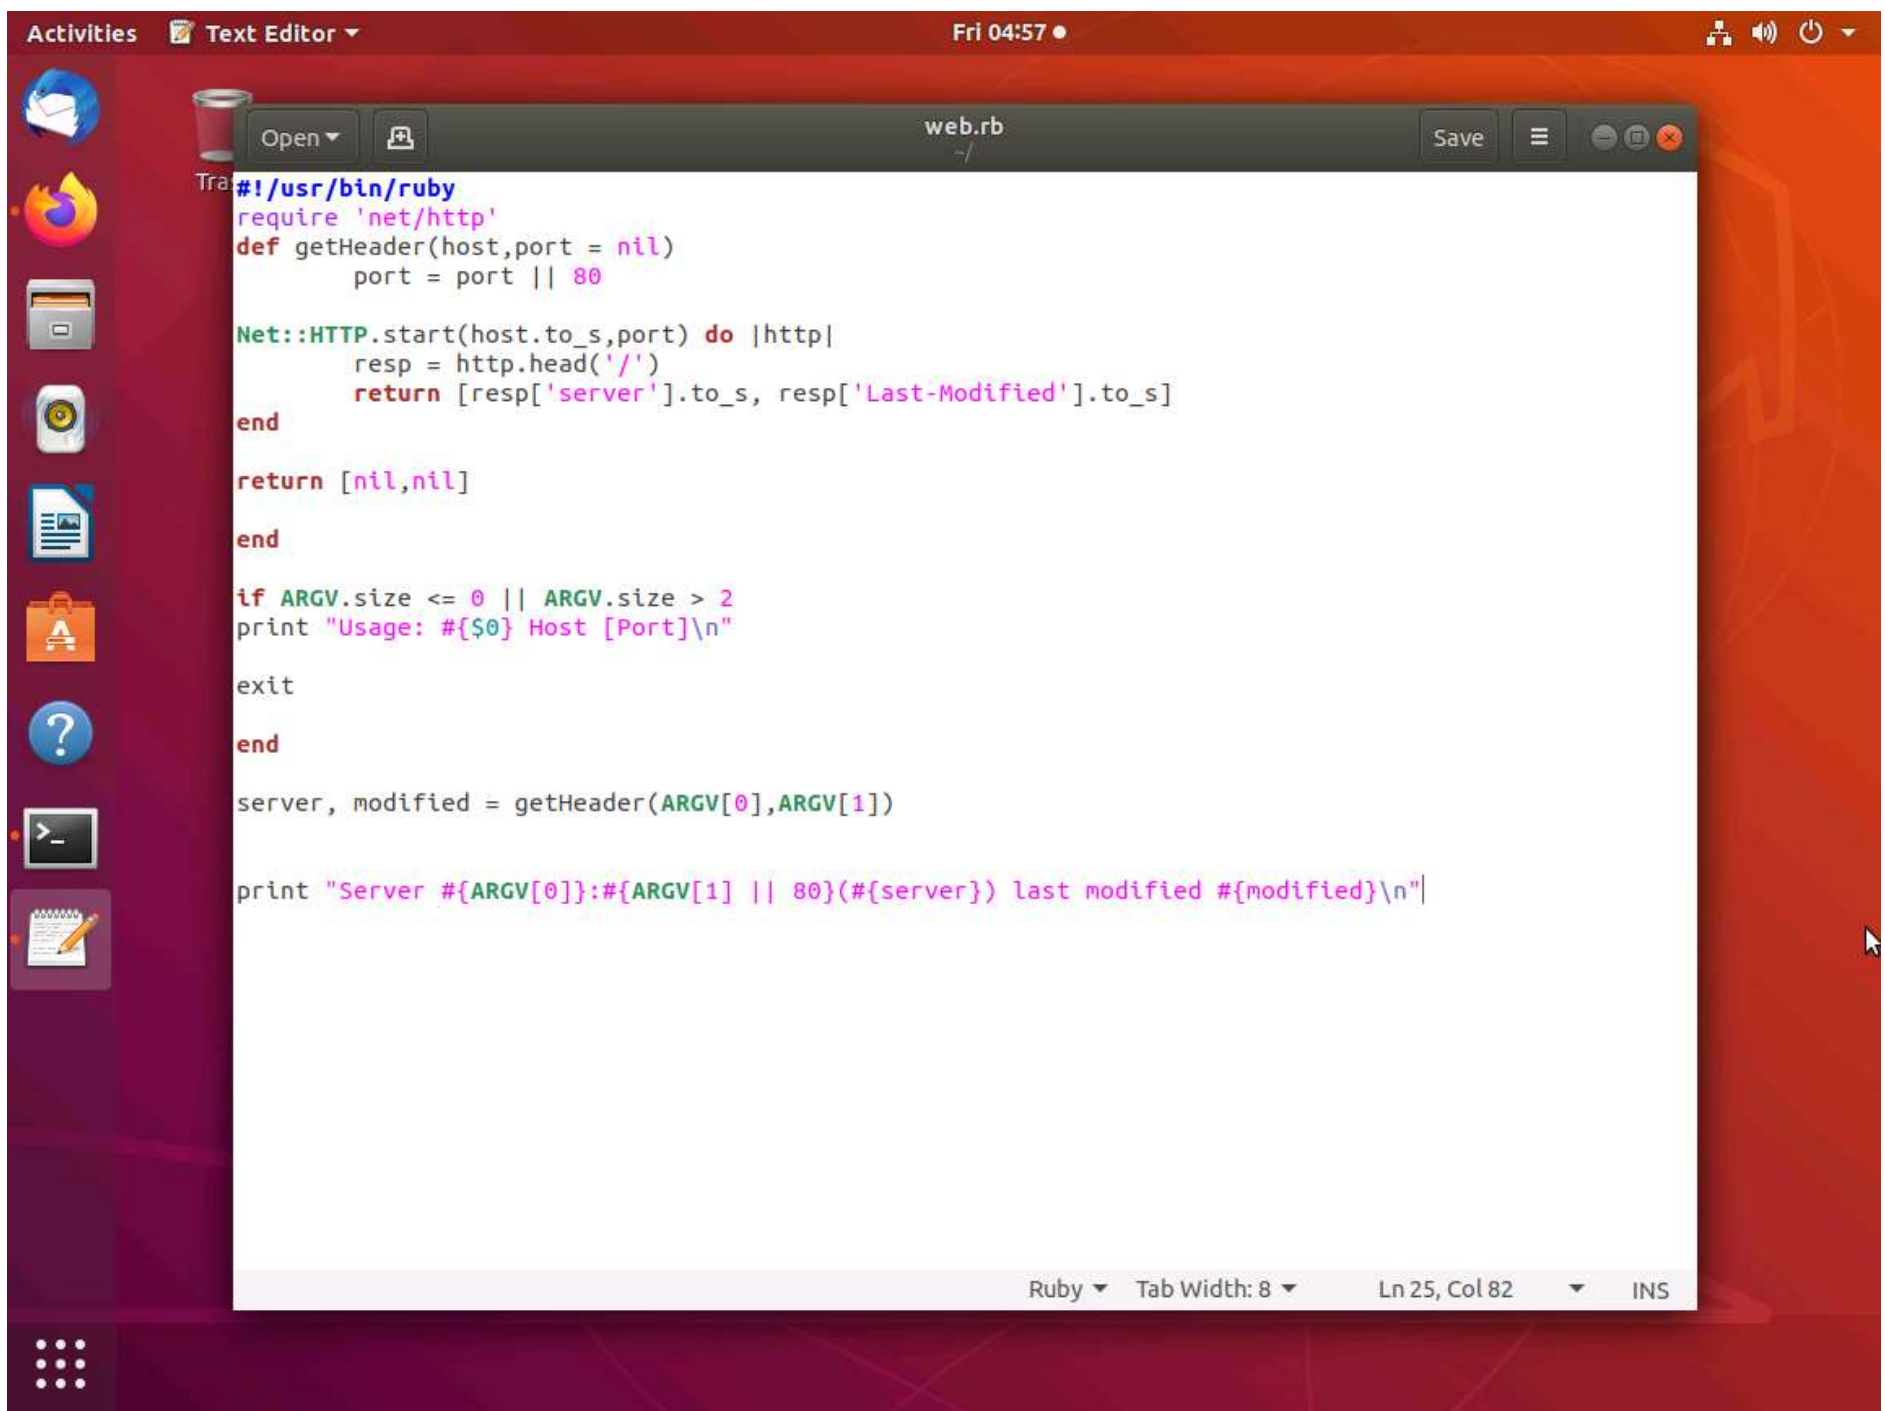 Activities Text Editor Fri 04:57
Open web.rb Save
~/
Tra
#!/usr/bin/ruby
require 'net/http'
def getHeader(host,port = nil)
        port = port || 80
Net::HTTP.start(host.to_s,port) do |http|
        resp = http.head('/')
        return [resp['server'].to_s, resp['Last-Modified'].to_s]
end
return [nil,nil]
end
if ARGV.size <= 0 || ARGV.size > 2
print "Usage: #{$0} Host [Port]\n"
exit
end
server, modified = getHeader(ARGV[0],ARGV[1])
print "Server #{ARGV[0]}:#{ARGV[1] || 80}(#{server}) last modified #{modified}\n"
Ruby Tab Width: 8 Ln 25, Col 82 INS